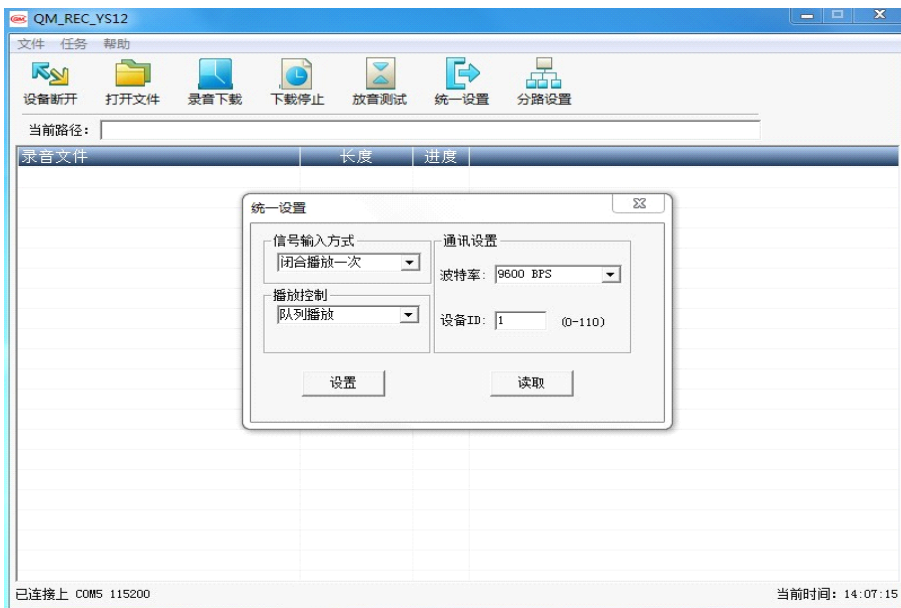 QM_REC_YS12
文件 任务 帮助
设备断开 打开文件 录音下载 下载停止 放音测试 统一设置 分路设置
当前路径:
录音文件 长度 进度
统一设置
信号输入方式 通讯设置
闭合播放一次 波特率: 9600 BPS
播放控制
队列播放 设备ID: 1 (0-110)
设置 读取
已连接上 COM5 115200 当前时间: 14:07:15